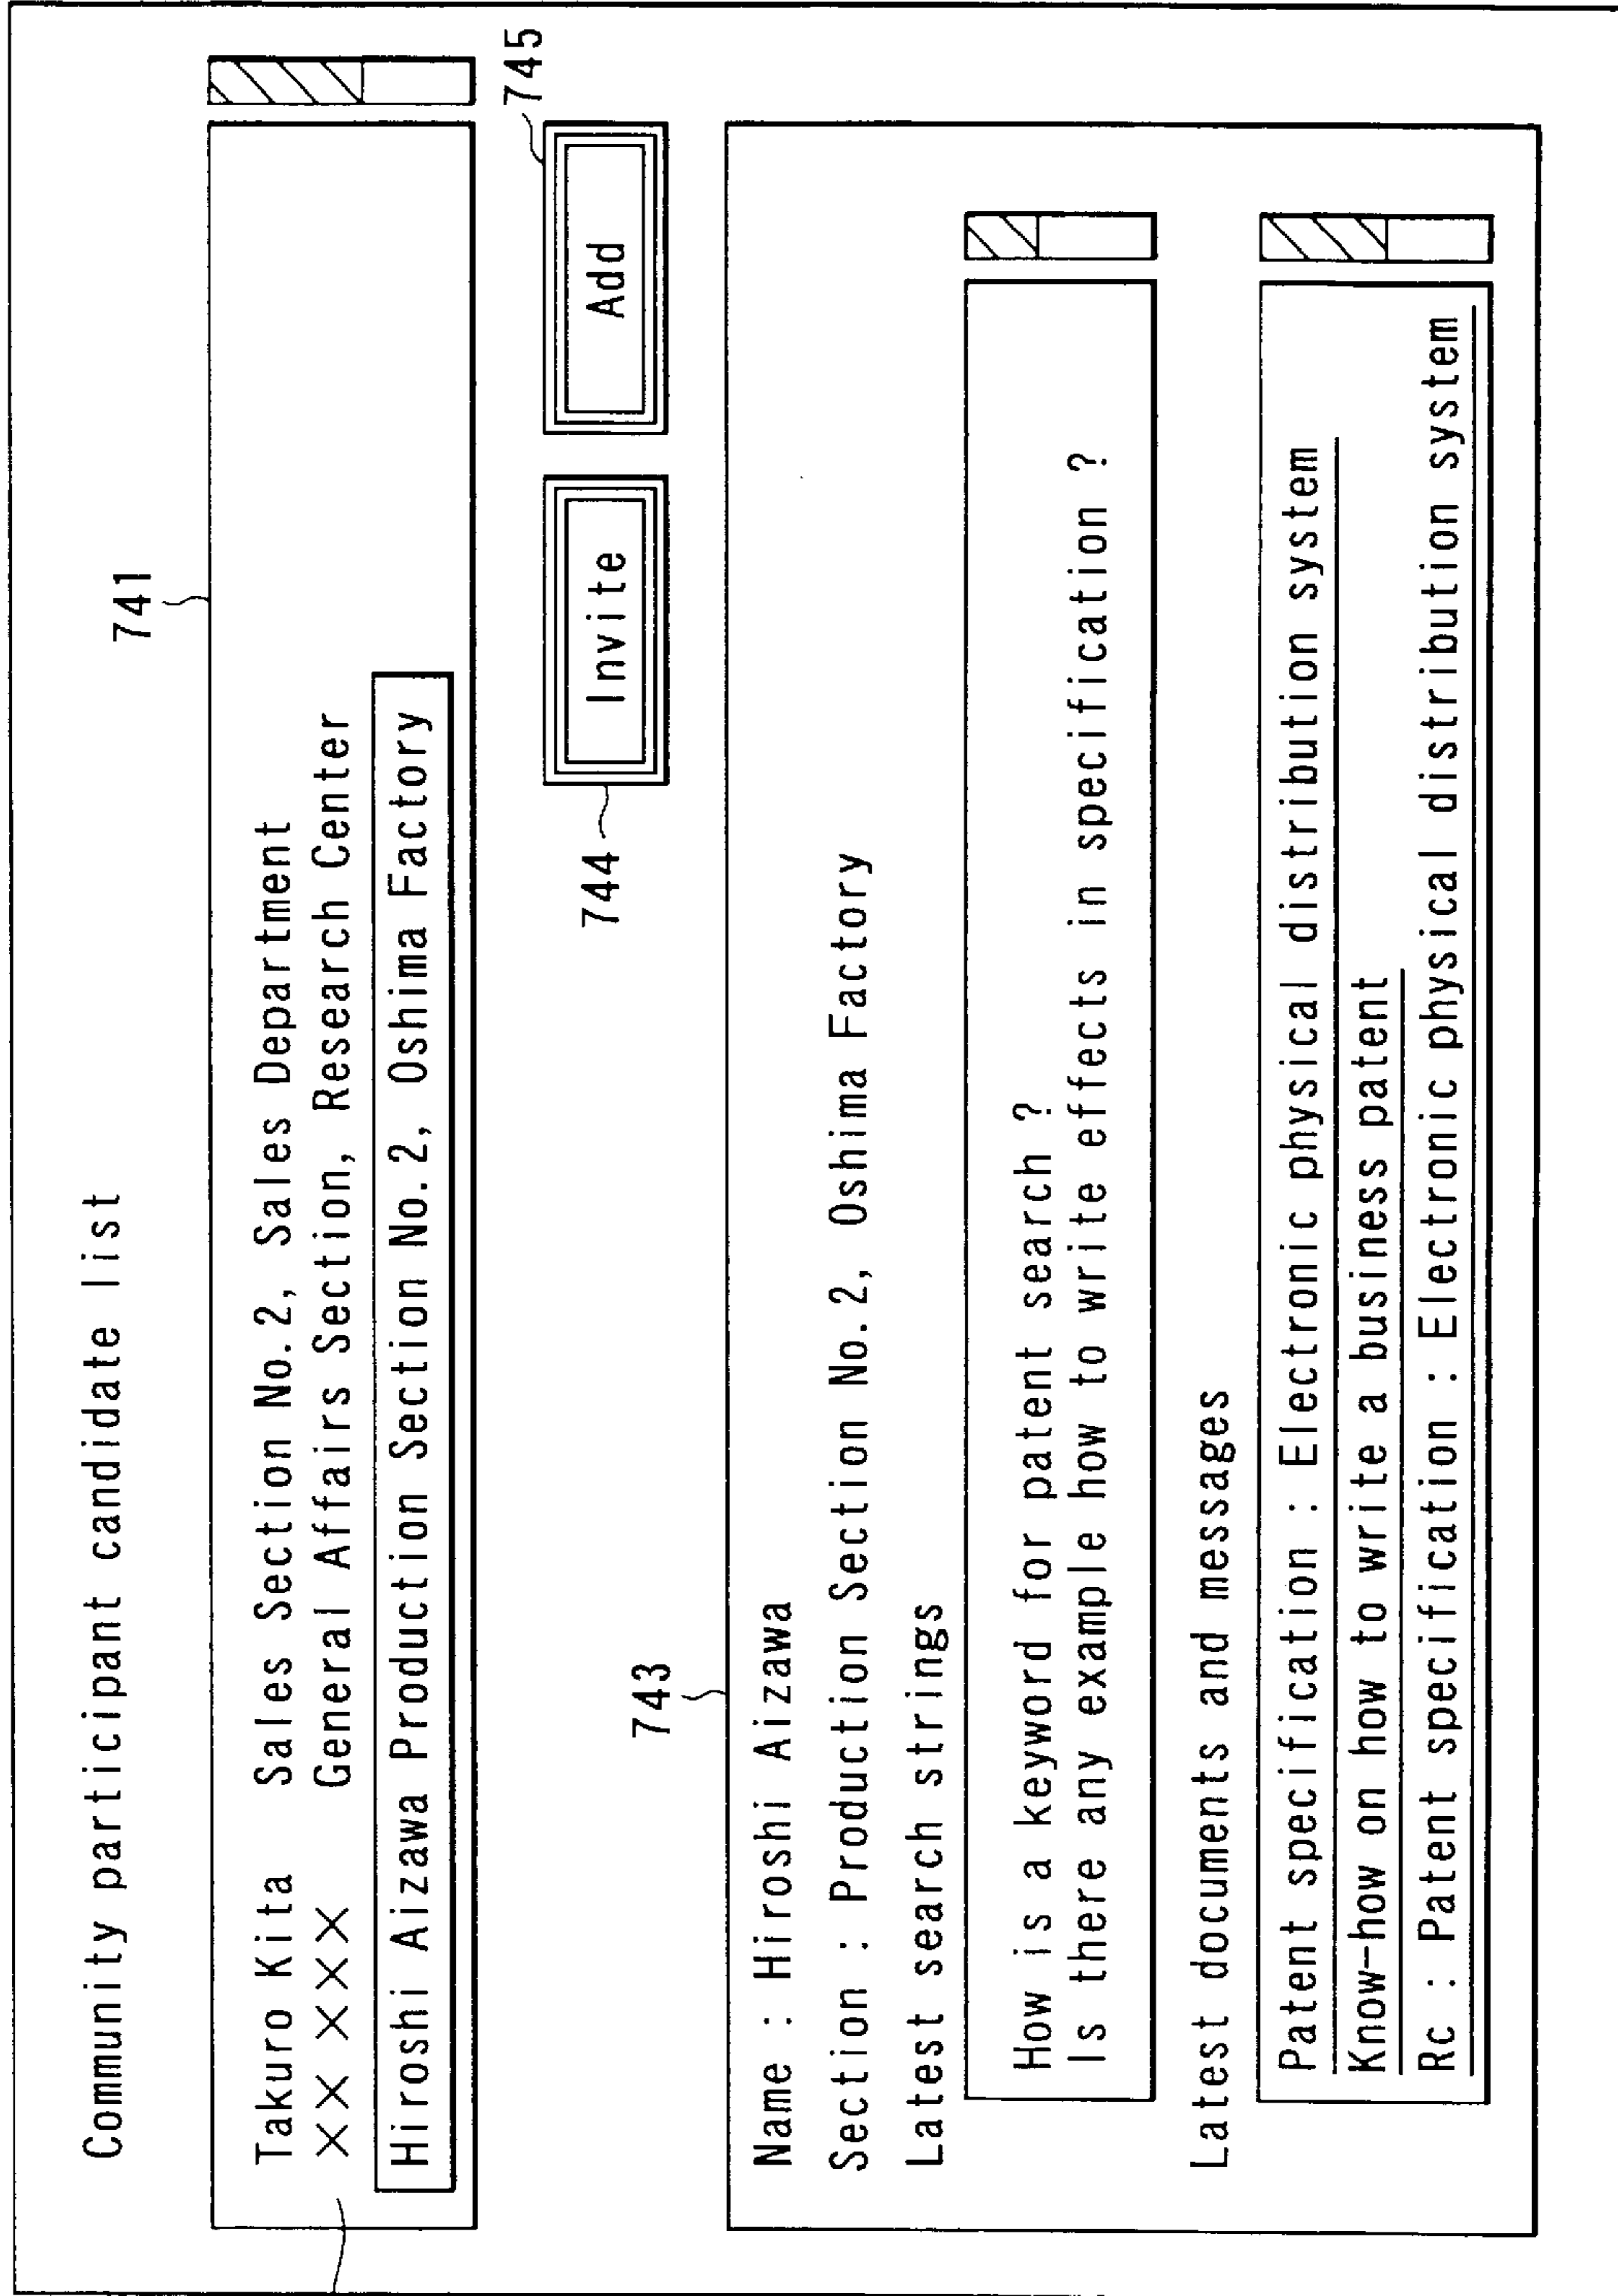 Community participant candidate list
741
Takuro Kita Sales Section No.2, Sales Department
×× ××× General Affairs Section, Research Center
Hiroshi Aizawa Production Section No.2, Oshima Factory
744
Invite
Add
745
743
Name : Hiroshi Aizawa
Section : Production Section No.2, Oshima Factory
Latest search strings
How is a keyword for patent search ?
Is there any example how to write effects in specification ?
Latest documents and messages
Patent specification : Electronic physical distribution system
Know-how on how to write a business patent
Rc : Patent specification : Electronic physical distribution system